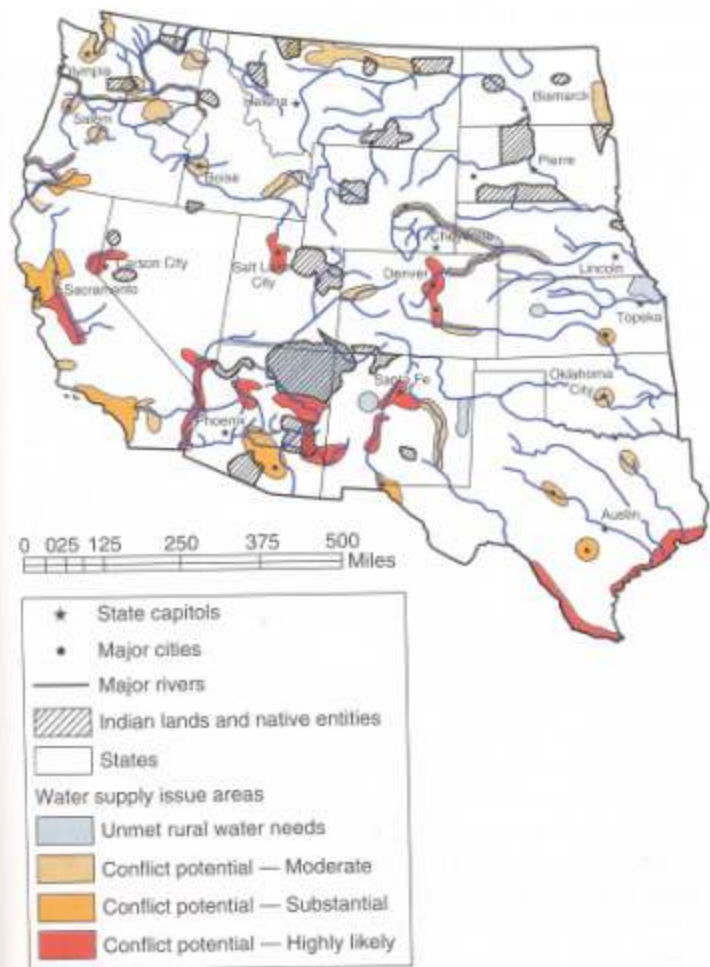 Olympia
Salem
Helena
Bismarck
Boise
Pierre
Cheyenne
Carson City
Sacramento
Salt Lake
City
Denver
Lincoln
Topeka
Santa Fe
Oklahoma
City
Phoenix
Austin
0 025 125 250 375 500
Miles
State capitols
Major cities
Major rivers
Indian lands and native entities
States
Water supply issue areas
Unmet rural water needs
Conflict potential — Moderate
Conflict potential — Substantial
Conflict potential — Highly likely